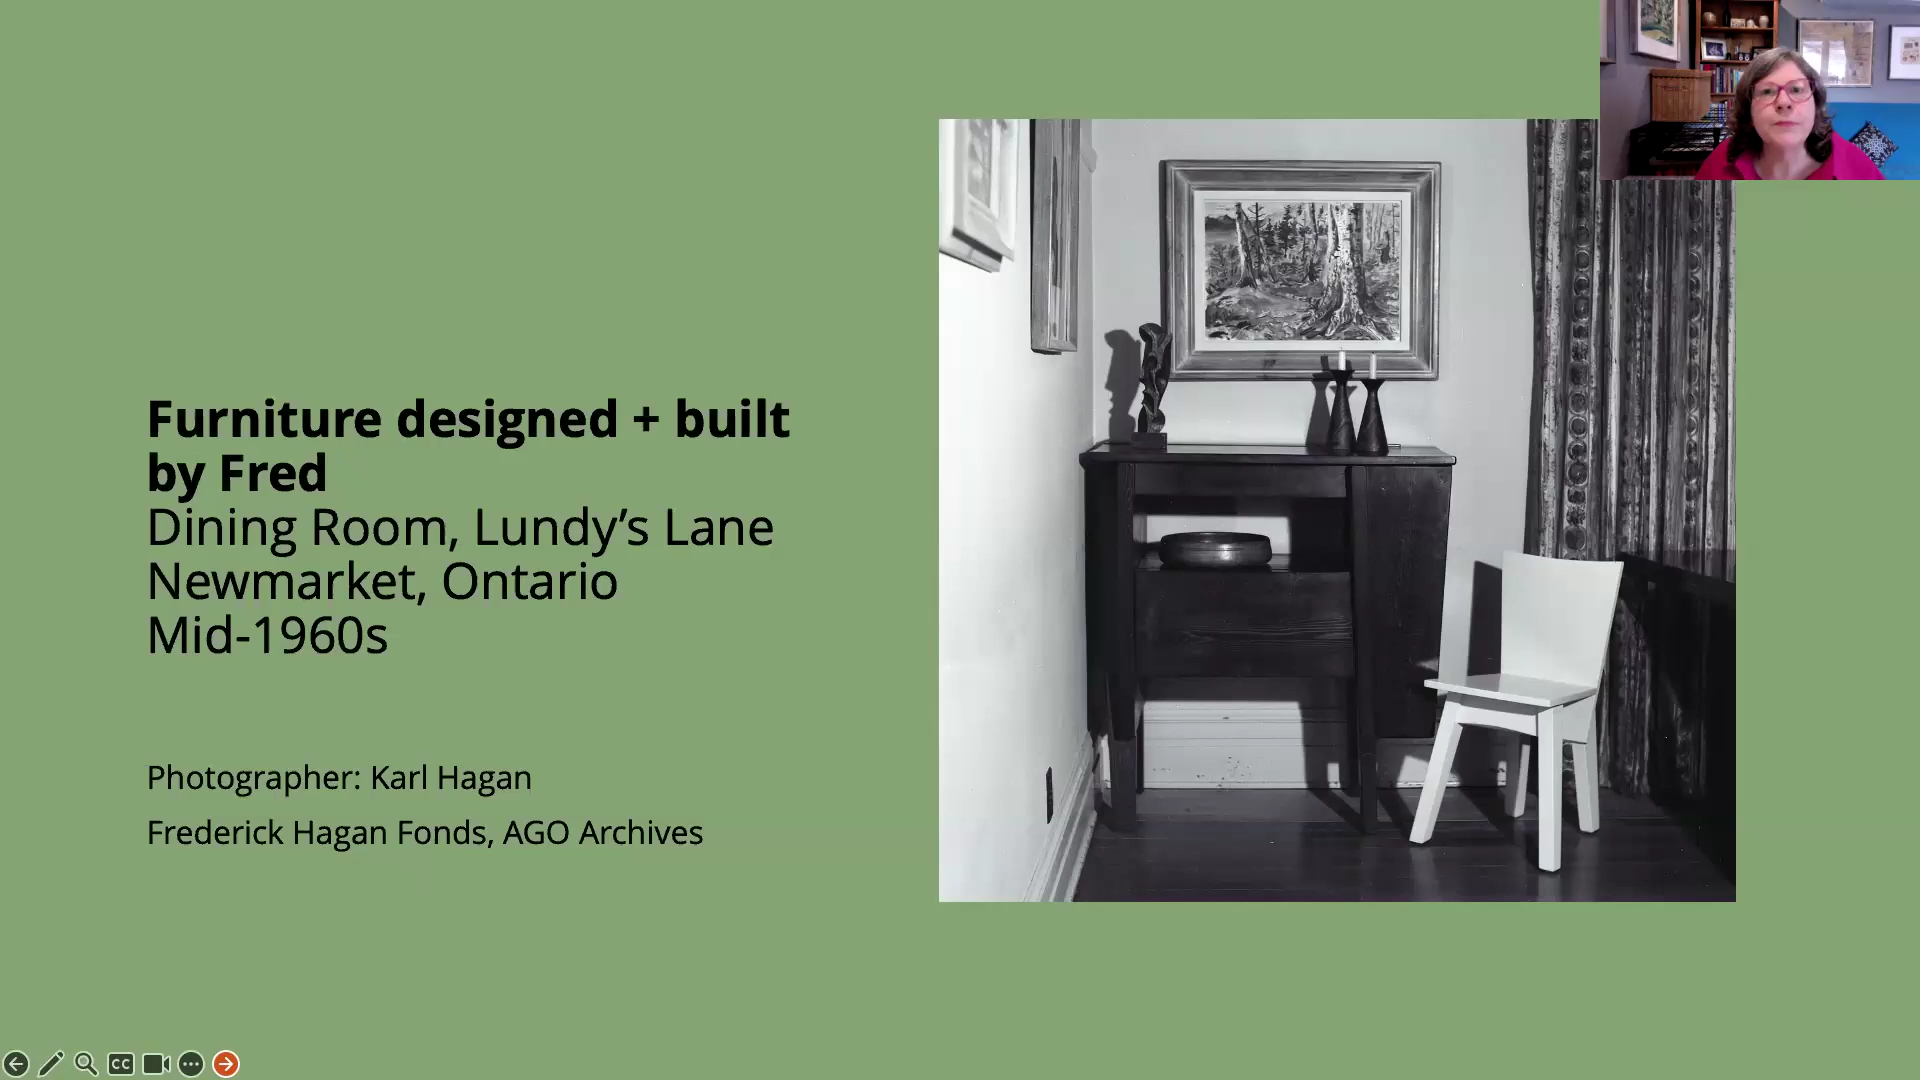 Furniture designed + built
by Fred
Dining Room, Lundy’s Lane
Newmarket, Ontario
Mid-1960s
Photographer: Karl Hagan
Frederick Hagan Fonds, AGO Archives
CC